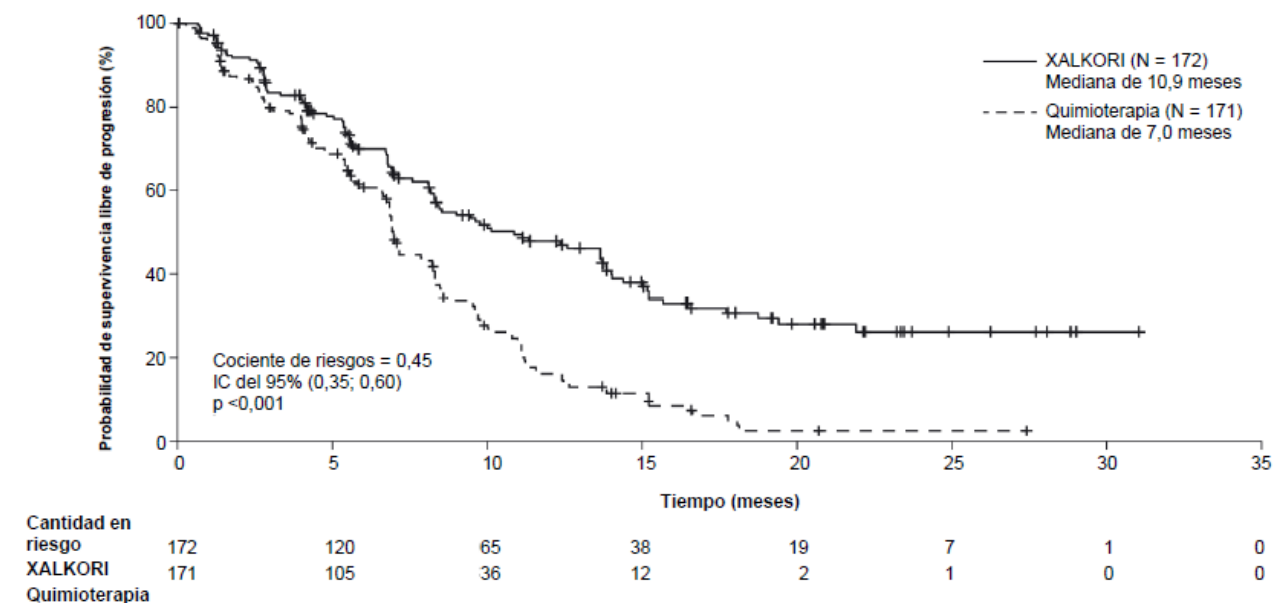 Probabilidad de supervivencia libre de progresión (%)
100
80
60
40
20
0
XALKORI (N = 172)
Mediana de 10,9 meses
Quimioterapia (N = 171)
Mediana de 7,0 meses
Cociente de riesgos = 0,45
IC del 95% (0,35; 0,60)
p <0,001
0 5 10 15 20 25 30 35
Tiempo (meses)
Cantidad en
riesgo 172 120 65 38 19 7 1 0
XALKORI 171 105 36 12 2 1 0 0
Quimioterapia